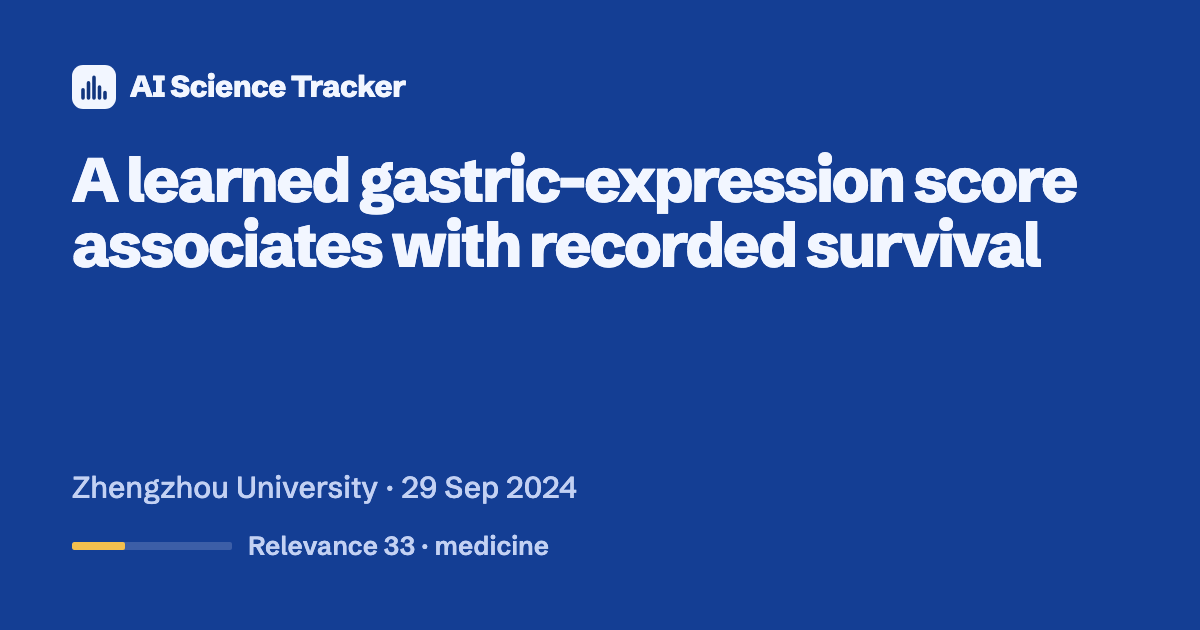 AI Science Tracker
A learned gastric-expression score
associates with recorded survival
Zhengzhou University · 29 Sep 2024
Relevance 33 · medicine